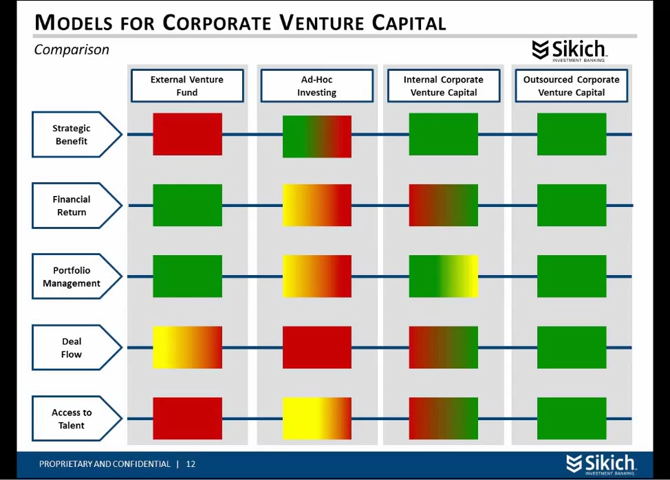 MODELS FOR CORPORATE VENTURE CAPITAL
Comparison
Sikich
INVESTMENT BANKING
External Venture
Fund
Ad-Hoc
Investing
Internal Corporate
Venture Capital
Outsourced Corporate
Venture Capital
Strategic
Benefit
Financial
Return
Portfolio
Management
Deal
Flow
Access to
Talent
PROPRIETARY AND CONFIDENTIAL | 12
Sikich
INVESTMENT BANKING